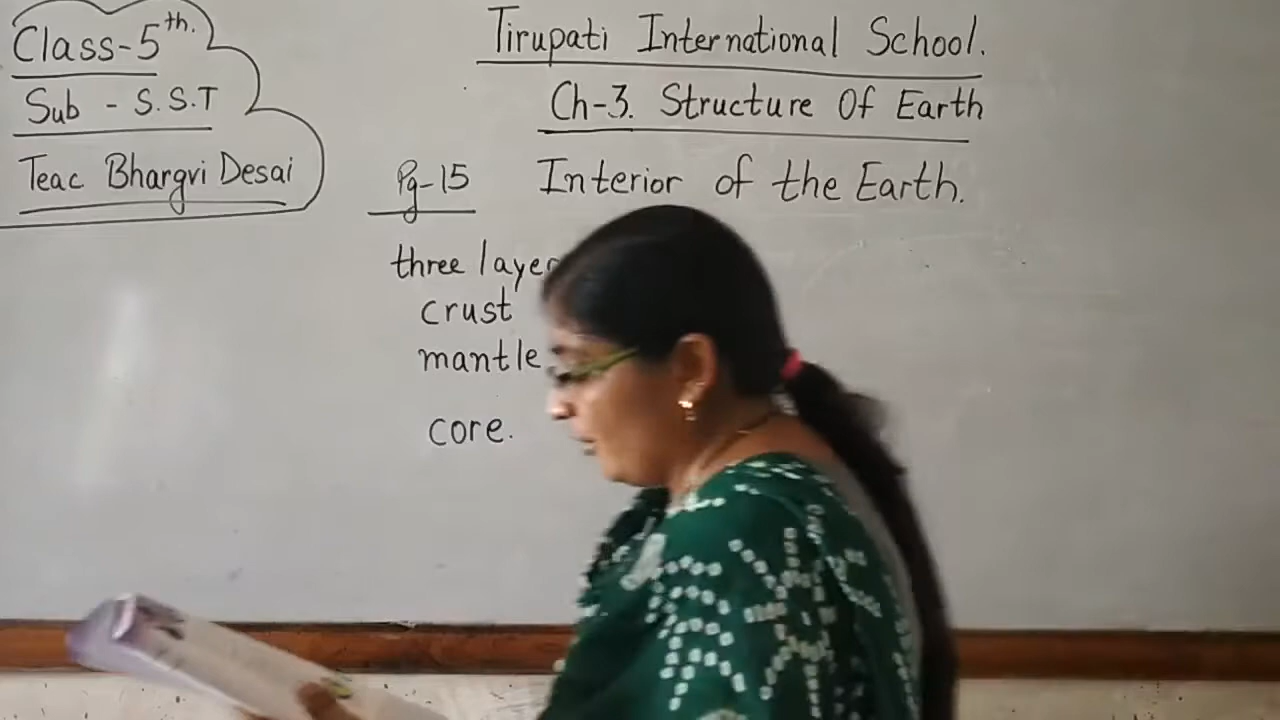 Class-5th.
Sub - S.S.T
Teac Bhargvi Desai
Tirupati International School.
Ch-3. Structure Of Earth
Pg-15 Interior of the Earth.
three layer
crust
mantle
core.